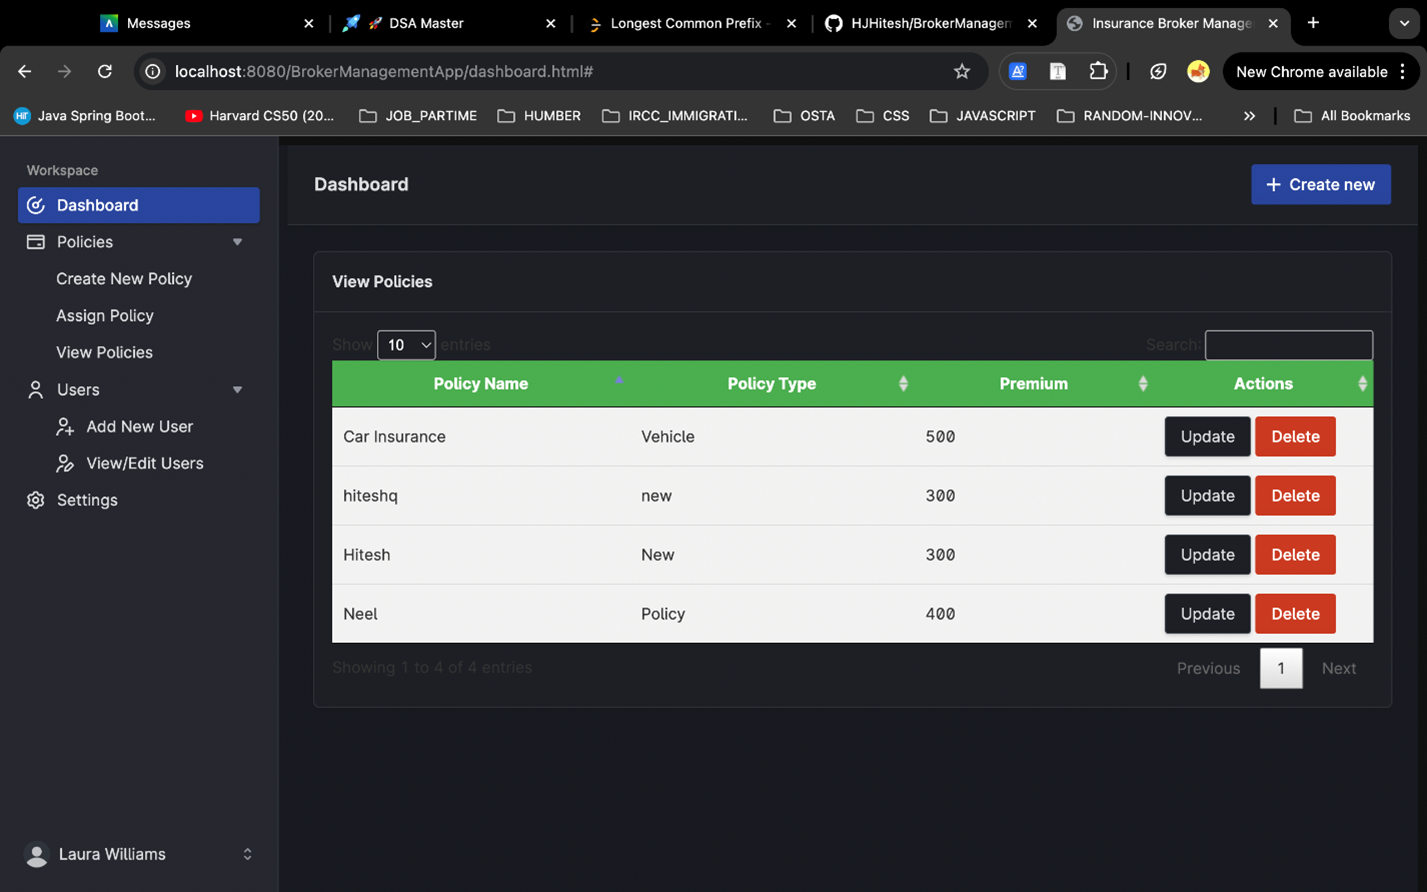 Messages
DSA Master
Longest Common Prefix -
HJHitesh/BrokerManagem
Insurance Broker Manage
localhost:8080/BrokerManagementApp/dashboard.html#
New Chrome available
Java Spring Boot...
Harvard CS50 (20...
JOB_PARTIME
HUMBER
IRCC_IMMIGRATI...
OSTA
CSS
JAVASCRIPT
RANDOM-INNOV...
All Bookmarks
Workspace
Dashboard
Policies
Create New Policy
Assign Policy
View Policies
Users
Add New User
View/Edit Users
Settings
Laura Williams
Dashboard
+ Create new
View Policies
Show 10 entries
Search:
Policy Name Policy Type Premium Actions
Car Insurance Vehicle 500 Update Delete
hiteshq new 300 Update Delete
Hitesh New 300 Update Delete
Neel Policy 400 Update Delete
Showing 1 to 4 of 4 entries
Previous 1 Next